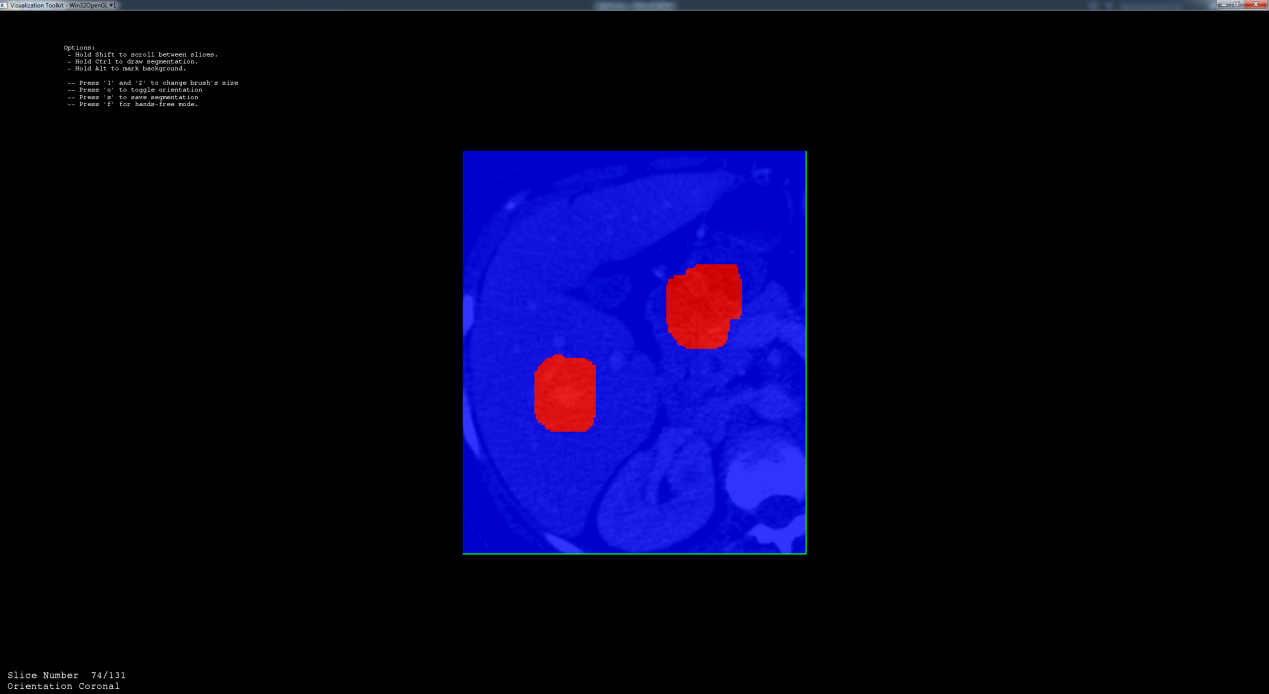 Visualization Toolkit - Win32OpenGL #1
Options:
- Hold Shift to scroll between slices.
- Hold Ctrl to draw segmentation.
- Hold Alt to mark background.
-- Press '1' and '2' to change brush's size
-- Press 'o' to toggle orientation
-- Press 's' to save segmentation
-- Press 'f' for hands-free mode.
Slice Number 74/131
Orientation Coronal